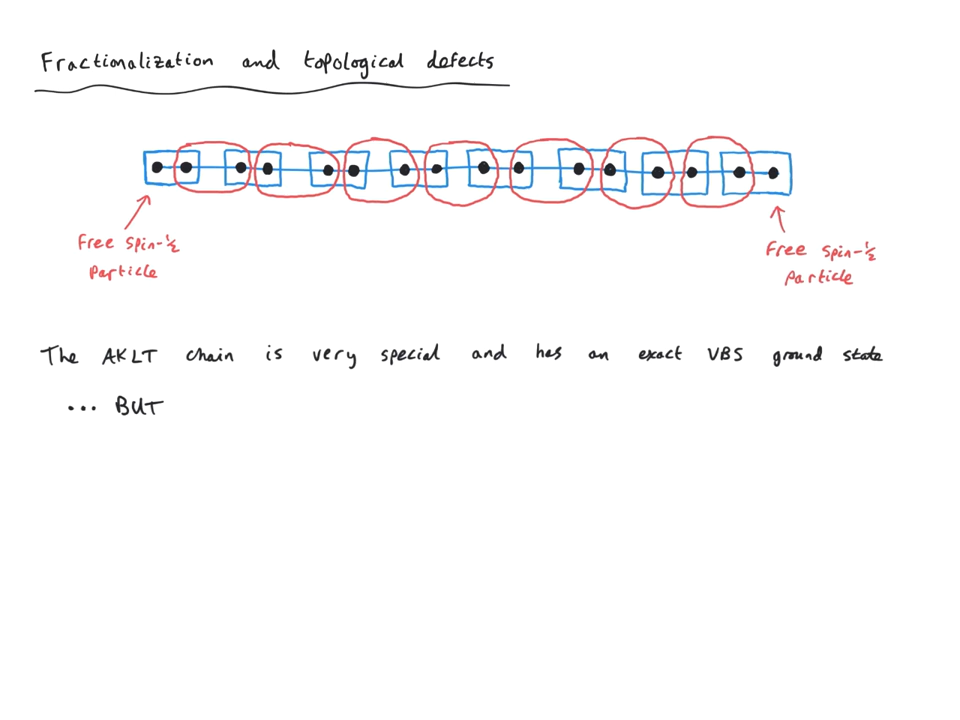 Fractionalization and topological defects
Free spin-½
Particle
Free spin-½
Particle
The AKLT chain is very special and has an exact VBS ground state
... BUT